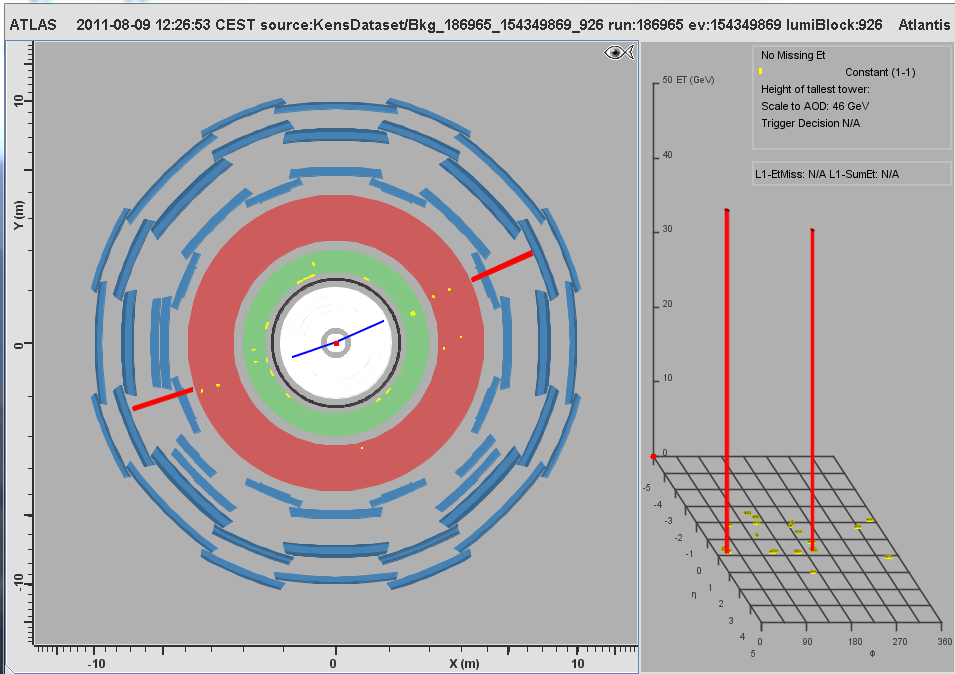 ATLAS 2011-08-09 12:26:53 CEST source:KensDataset/Bkg_186965_154349869_926 run:186965 ev:154349869 lumiBlock:926 Atlantis
No Missing Et
Constant (1-1)
Height of tallest tower:
Scale to AOD: 46 GeV
Trigger Decision N/A
L1-EtMiss: N/A L1-SumEt: N/A
50 ET (GeV)
40
30
20
10
0
-5
-4
-3
-2
-1
0
1
2
3
4
5
η
0
90
180
270
360
Φ
10
Y (m)
0
-10
-10
0
X (m)
10